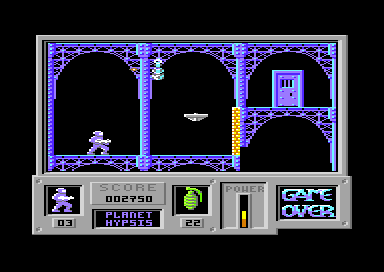 SCORE
002750
PLANET
HYPSIS
03
22
POWER
GAME
OVER